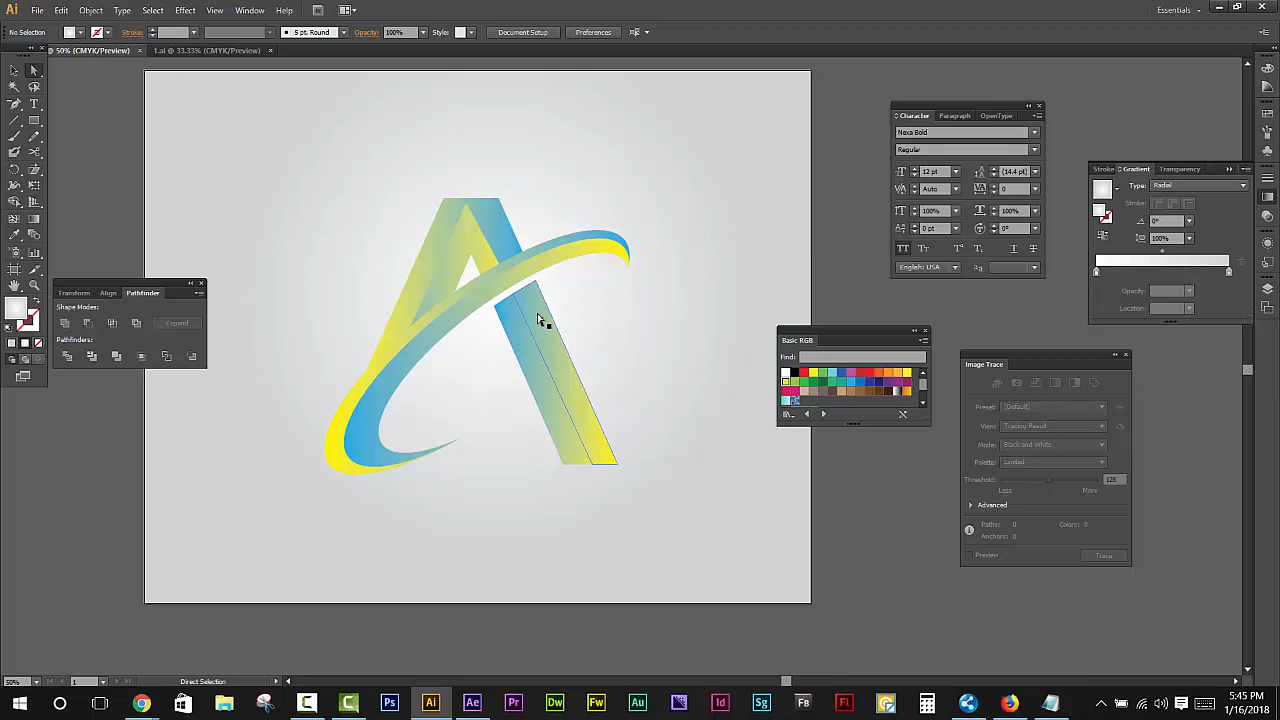 Ai File Edit Object Type Select Effect View Window Help Br Essentials
No Selection Stroke: 5 pt. Round Opacity: 100% Styles Document Setup Preferences
50% (CMYK/Preview) × 1.ai @ 33.33% (CMYK/Preview) ×
Character Paragraph OpenType
Nexa Bold
Regular
12 pt (14.4 pt)
Auto 0
100% 100%
0 pt 0°
English: USA
Stroke Gradient Transparency
Type: Radial
Stroke:
0°
100%
Opacity:
Location:
Transform Align Pathfinder
Shape Modes:
Expand
Pathfinders:
A
Basic RGB
Find:
Image Trace
Preset: [Default]
View: Tracing Result
Mode: Black and White
Palette: Limited
Threshold: 128
Less More
Advanced
Paths: 0 Colors: 0
Anchors: 0
Preview Trace
50% 1 Direct Selection
Ps Ai Ae Pr Dw Fw Au Id Sg Fb Fl
5:45 PM
1/16/2018